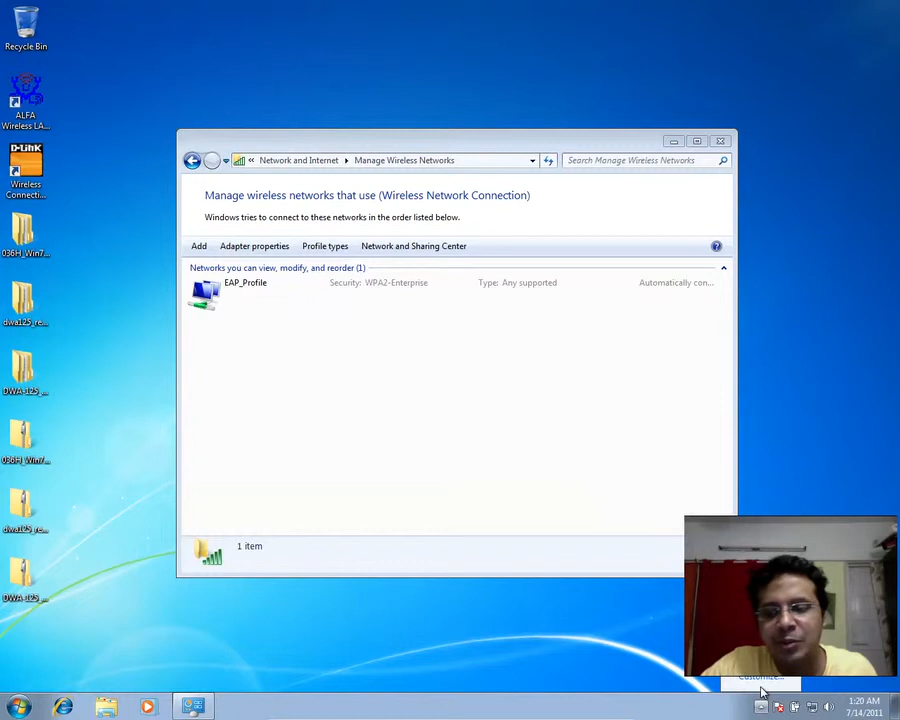 Recycle Bin
ALFA
Wireless LA...
D-Link
Wireless
Connecti...
036H_Win7...
dwa125_re...
DWA-125_...
036H_Win7...
dwa125_re...
DWA-125_...
« Network and Internet Manage Wireless Networks
Search Manage Wireless Networks
Manage wireless networks that use (Wireless Network Connection)
Windows tries to connect to these networks in the order listed below.
Add Adapter properties Profile types Network and Sharing Center
Networks you can view, modify, and reorder (1)
EAP_Profile Security: WPA2-Enterprise Type: Any supported Automatically con...
1 item
Customize...
1:20 AM
7/14/2011